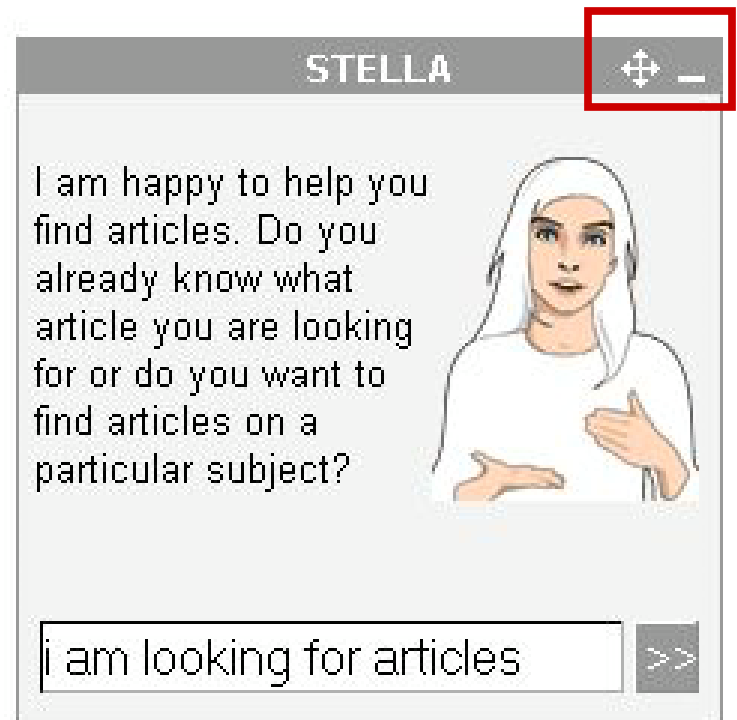 STELLA
I am happy to help you
find articles. Do you
already know what
article you are looking
for or do you want to
find articles on a
particular subject?
i am looking for articles
>>